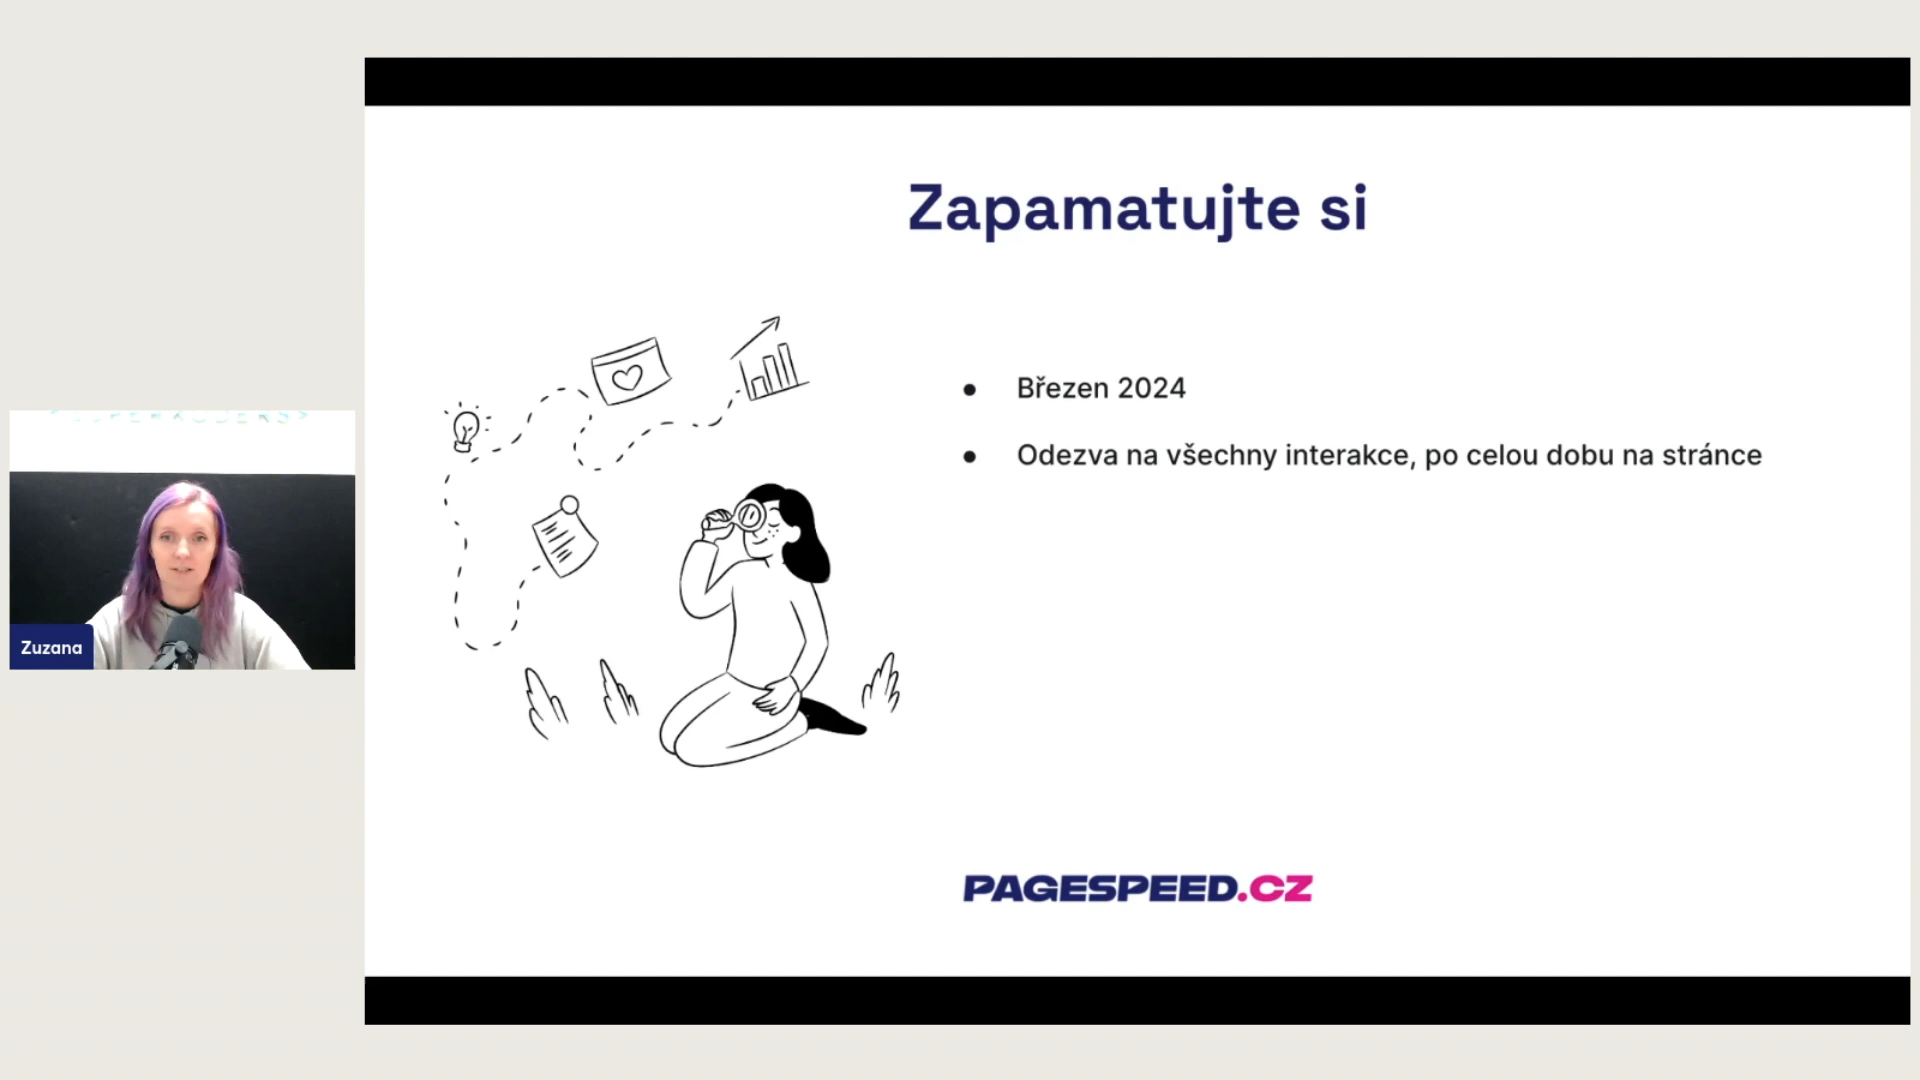 Zapamatujte si
Březen 2024
Odezva na všechny interakce, po celou dobu na stránce
Zuzana
PAGESPEED.CZ